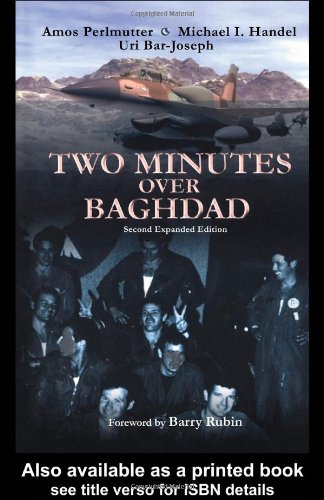 Amos Perlmutter Michael I. Handel
Uri Bar-Joseph
TWO MINUTES
OVER
BAGHDAD
Second Expanded Edition
Foreword by Barry Rubin
Also available as a printed book
see title verso for ISBN details